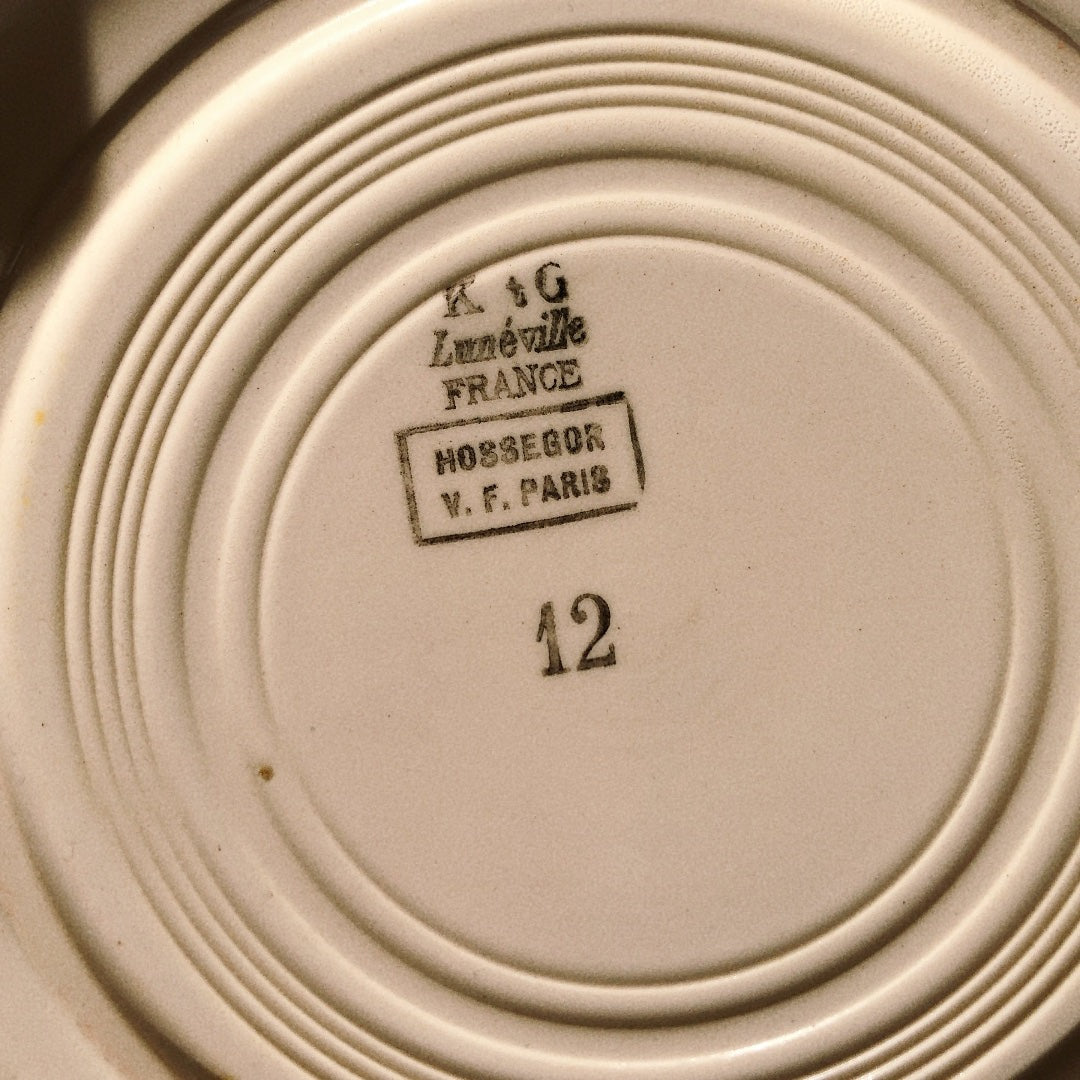 K & G
Lunéville
FRANCE
HOSSEGOR
V. F. PARIS
12